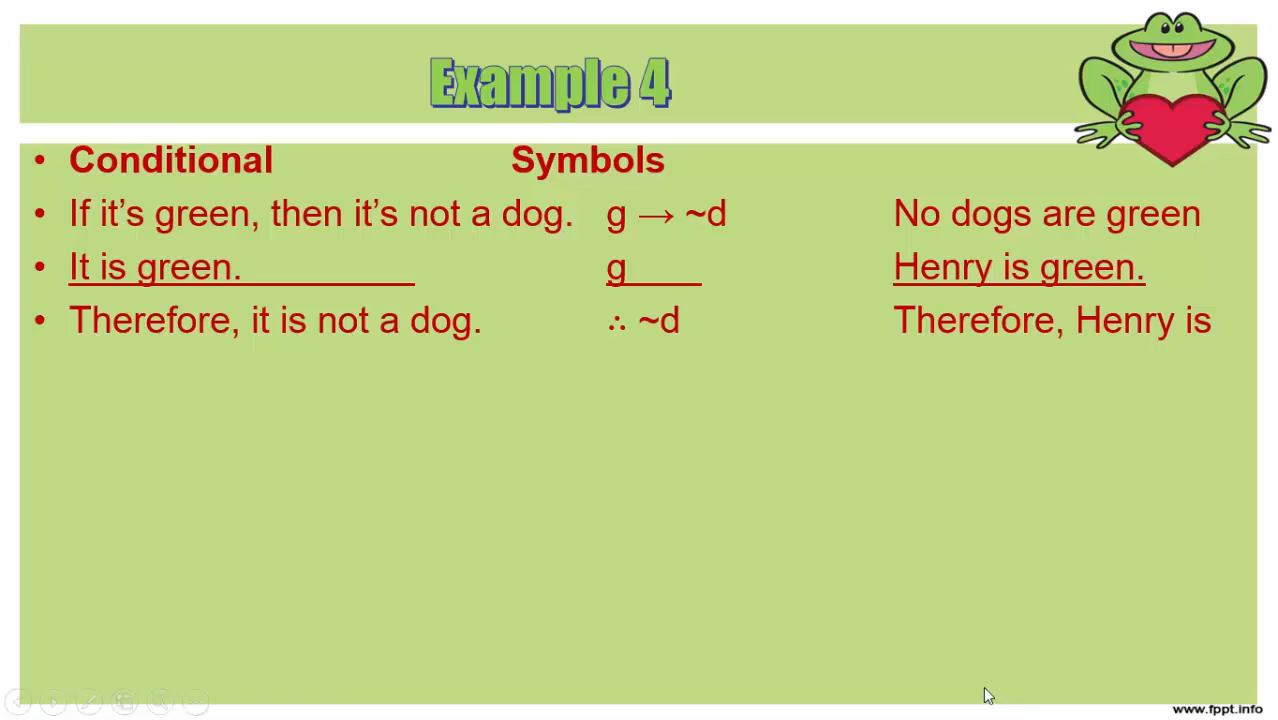 Example 4
• Conditional Symbols
• If it’s green, then it’s not a dog. g → ~d No dogs are green
• It is green. g Henry is green.
• Therefore, it is not a dog. ∴ ~d Therefore, Henry is
www.fppt.info